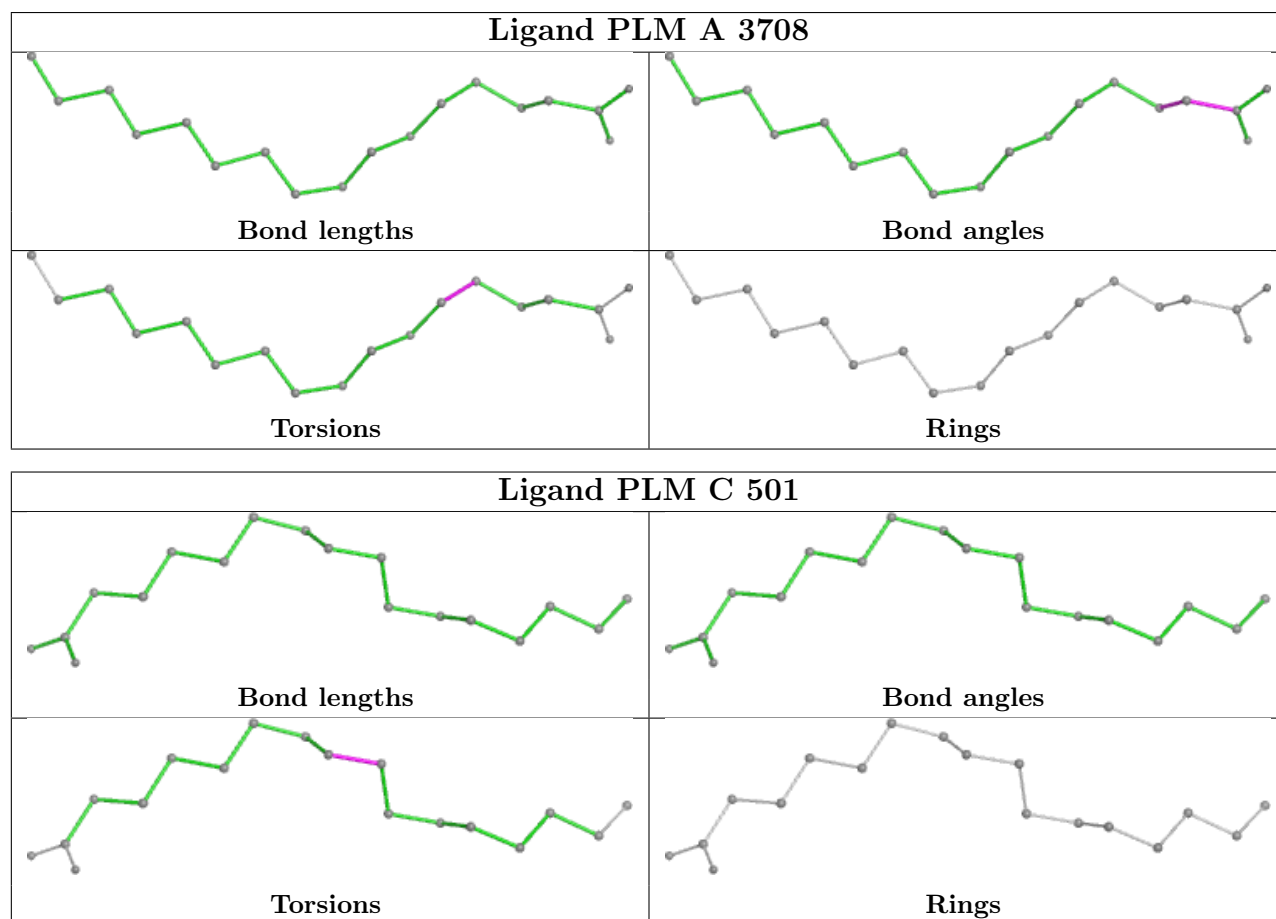 Ligand PLM A 3708
Bond lengths
Bond angles
Torsions
Rings
Ligand PLM C 501
Bond lengths
Bond angles
Torsions
Rings